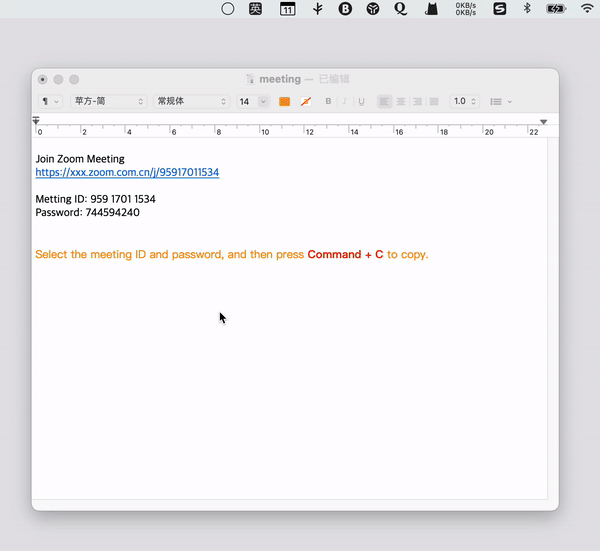 英
11
0KB/s
0KB/s
meeting — 已编辑
苹方-简
常规体
14
B I U
1.0
0 2 4 6 8 10 12 14 16 18 20 22
Join Zoom Meeting
https://xxx.zoom.com.cn/j/95917011534
Metting ID: 959 1701 1534
Password: 744594240
Select the meeting ID and password, and then press Command + C to copy.